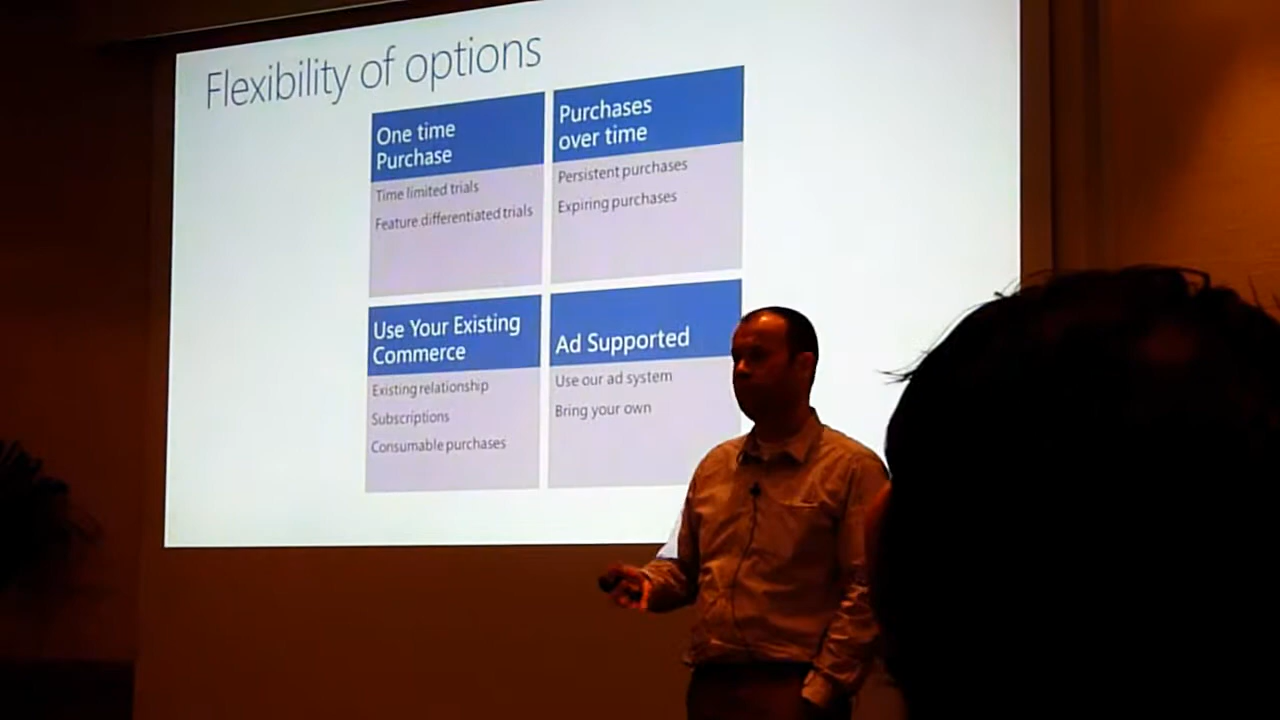 Flexibility of options
One time
Purchase
Time limited trials
Feature differentiated trials
Purchases
over time
Persistent purchases
Expiring purchases
Use Your Existing
Commerce
Existing relationship
Subscriptions
Consumable purchases
Ad Supported
Use our ad system
Bring your own